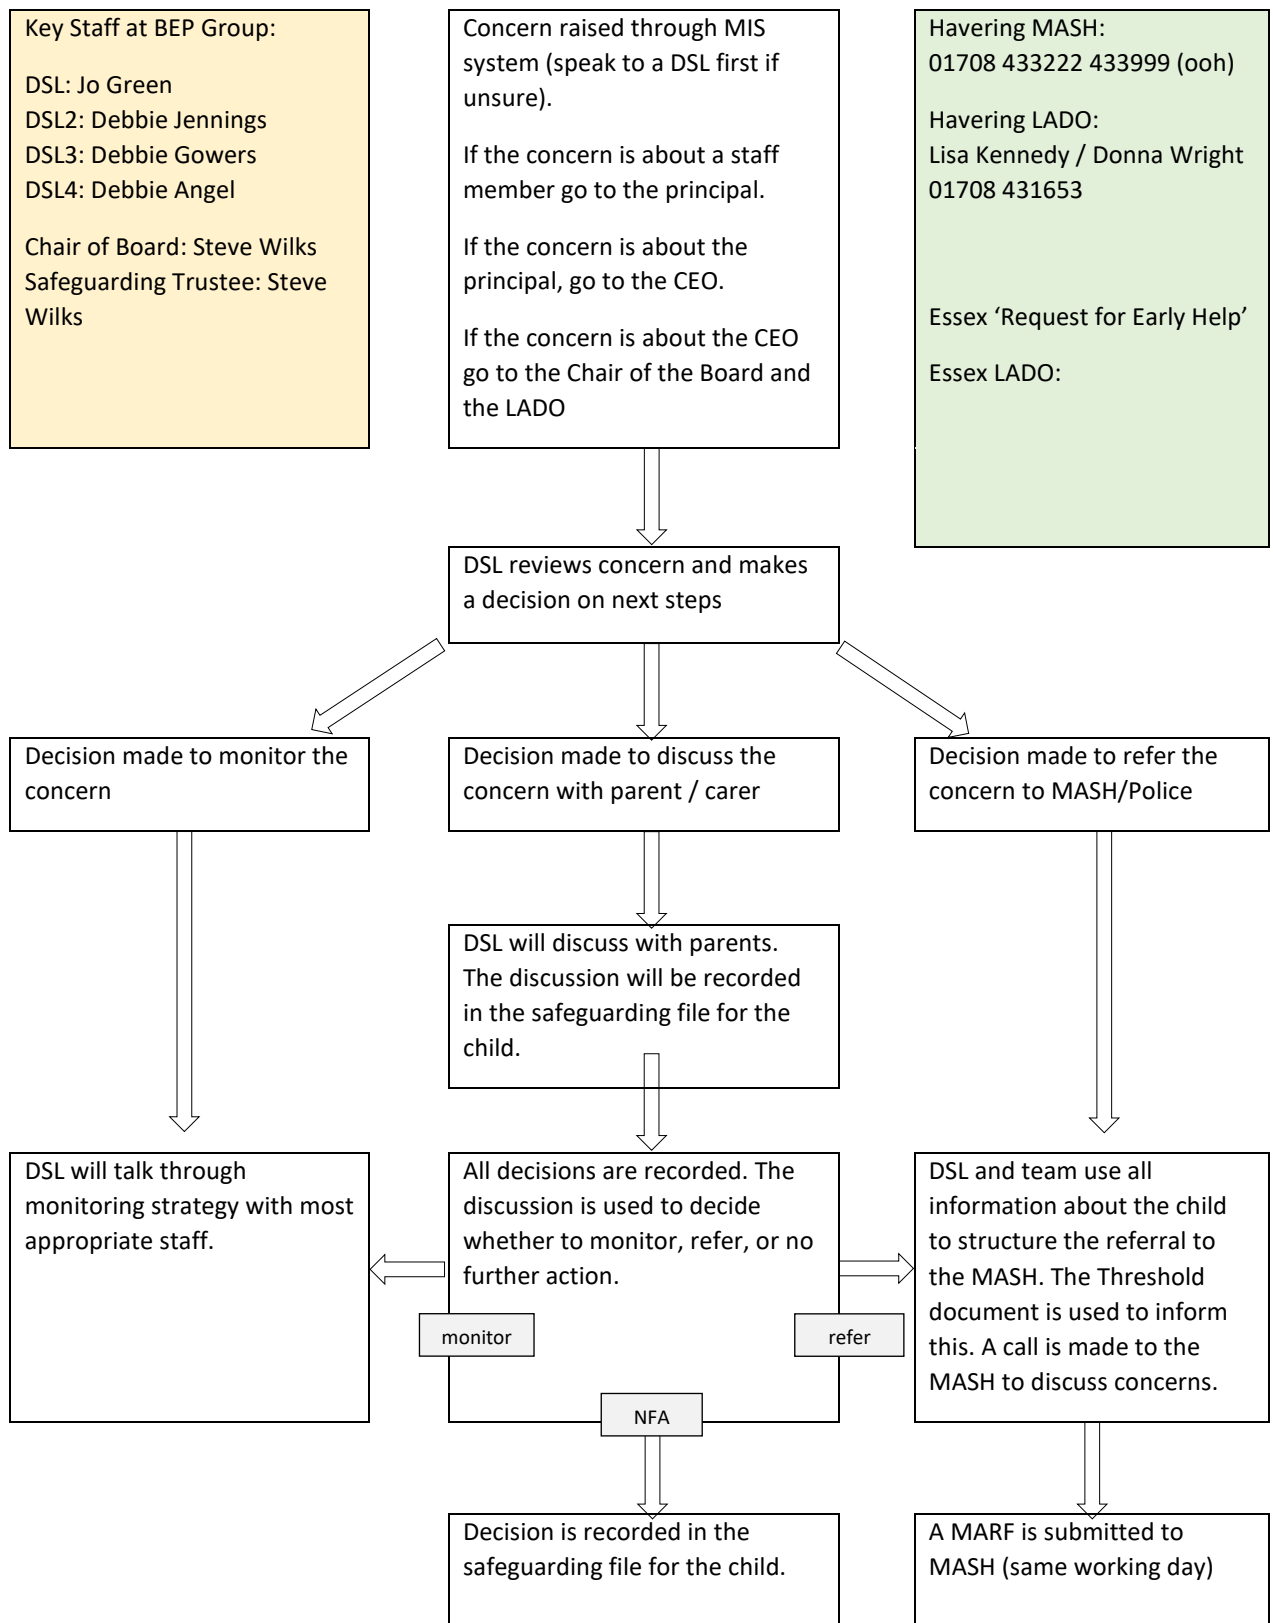 Key Staff at BEP Group:
DSL: Jo Green
DSL2: Debbie Jennings
DSL3: Debbie Gowers
DSL4: Debbie Angel
Chair of Board: Steve Wilks
Safeguarding Trustee: Steve
Wilks
Concern raised through MIS
system (speak to a DSL first if
unsure).
If the concern is about a staff
member go to the principal.
If the concern is about the
principal, go to the CEO.
If the concern is about the CEO
go to the Chair of the Board and
the LADO
Havering MASH:
01708 433222 433999 (ooh)
Havering LADO:
Lisa Kennedy / Donna Wright
01708 431653
Essex ‘Request for Early Help’
Essex LADO:
DSL reviews concern and makes
a decision on next steps
Decision made to monitor the
concern
Decision made to discuss the
concern with parent / carer
Decision made to refer the
concern to MASH/Police
DSL will discuss with parents.
The discussion will be recorded
in the safeguarding file for the
child.
DSL will talk through
monitoring strategy with most
appropriate staff.
All decisions are recorded. The
discussion is used to decide
whether to monitor, refer, or no
further action.
monitor
refer
NFA
DSL and team use all
information about the child
to structure the referral to
the MASH. The Threshold
document is used to inform
this. A call is made to the
MASH to discuss concerns.
Decision is recorded in the
safeguarding file for the child.
A MARF is submitted to
MASH (same working day)